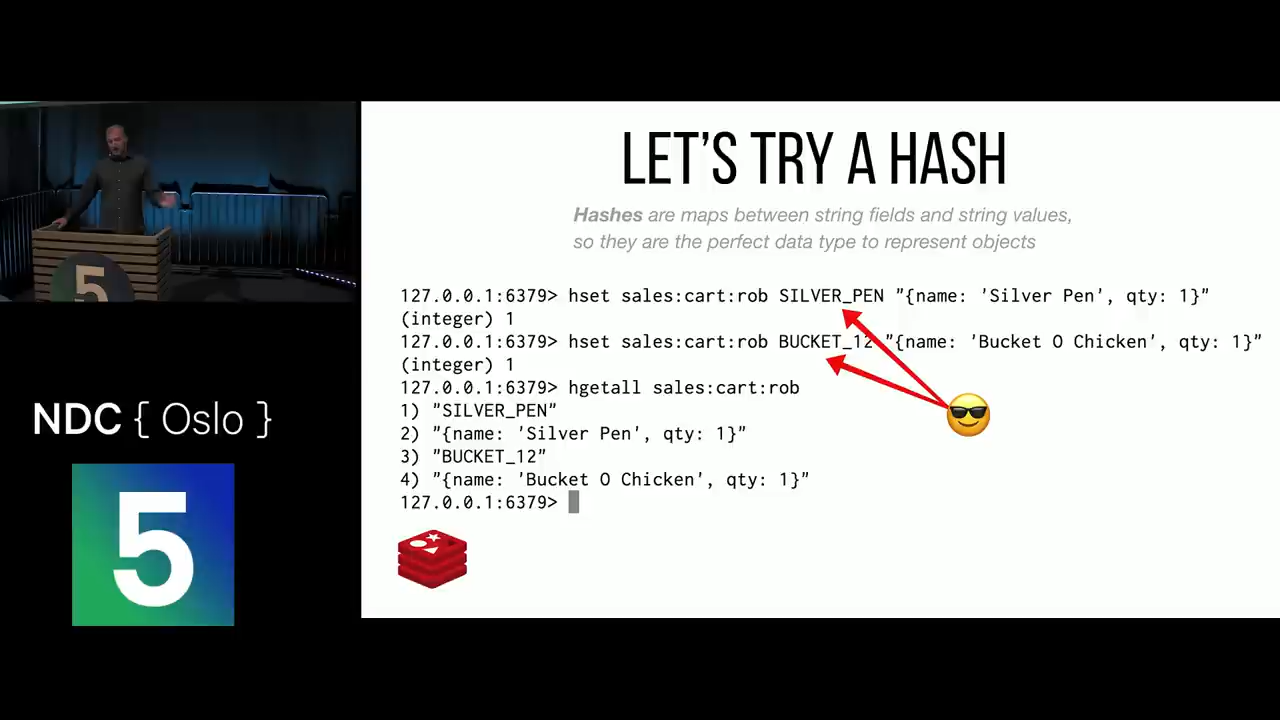 LET'S TRY A HASH
Hashes are maps between string fields and string values,
so they are the perfect data type to represent objects
127.0.0.1:6379> hset sales:cart:rob SILVER_PEN "{name: 'Silver Pen', qty: 1}"
(integer) 1
127.0.0.1:6379> hset sales:cart:rob BUCKET_12 "{name: 'Bucket O Chicken', qty: 1}"
(integer) 1
127.0.0.1:6379> hgetall sales:cart:rob
1) "SILVER_PEN"
2) "{name: 'Silver Pen', qty: 1}"
3) "BUCKET_12"
4) "{name: 'Bucket O Chicken', qty: 1}"
127.0.0.1:6379>
5
NDC { Oslo }
5